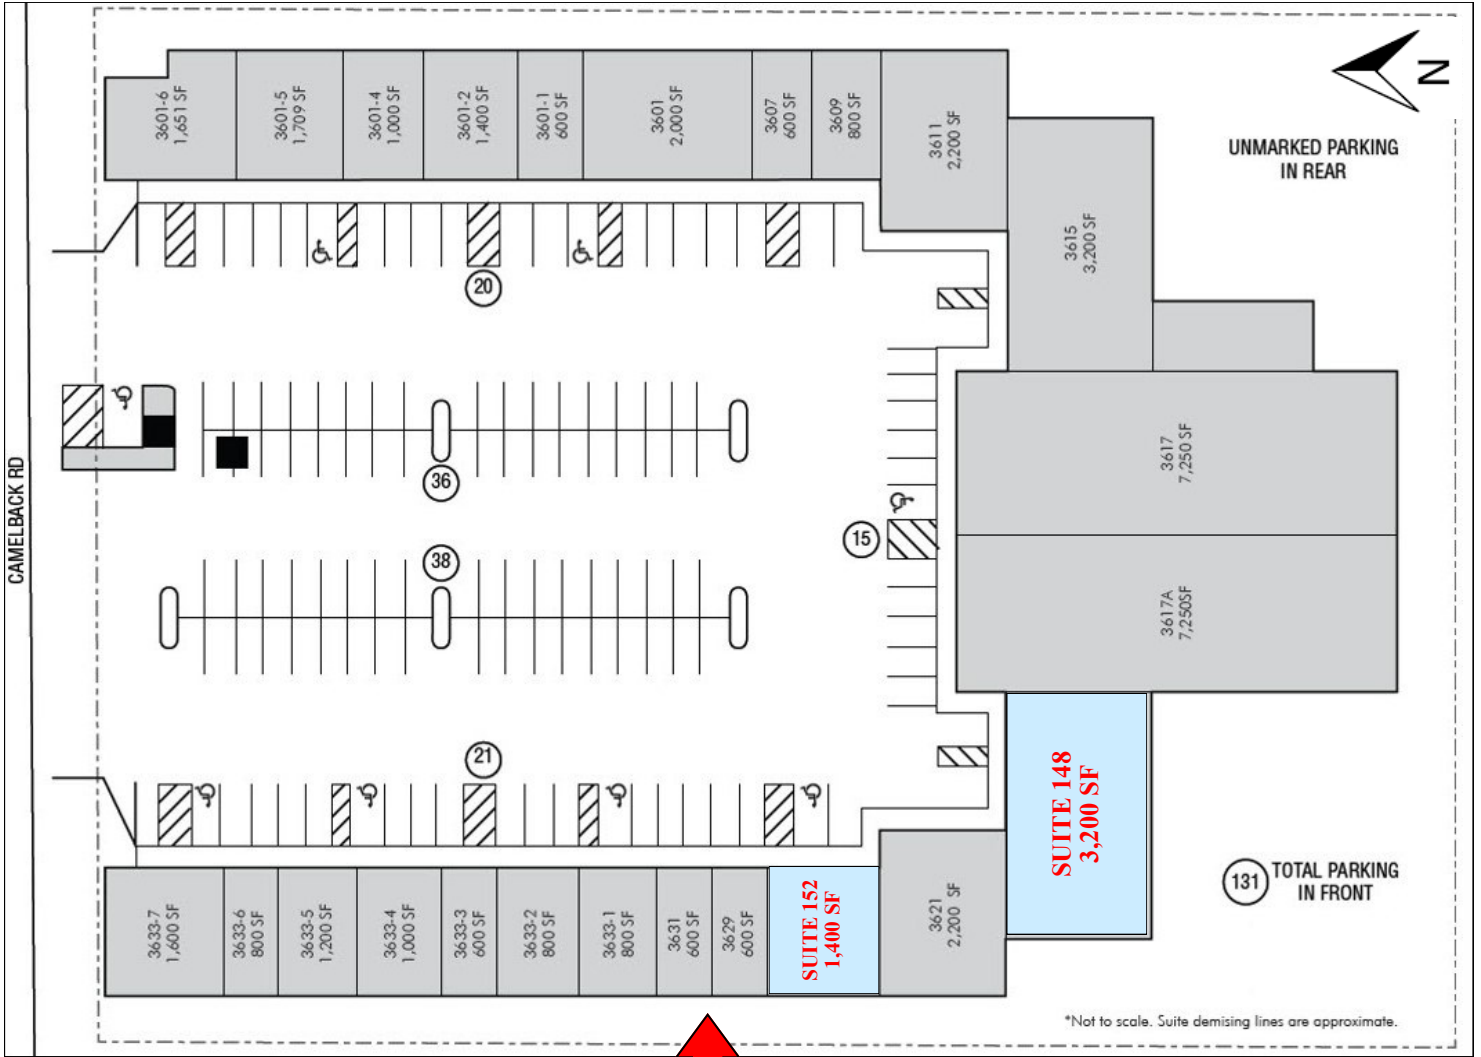 3601-6
1,651 SF
3601-5
1,709 SF
3601-4
1,000 SF
3601-2
1,400 SF
3601-1
600 SF
3601
2,000 SF
3607
600 SF
3609
800 SF
3611
2,200 SF
N
UNMARKED PARKING
IN REAR
3615
3,200 SF
20
36
3617
7,250 SF
CAMELBACK RD
15
38
3617A
7,250SF
21
SUITE 148
3,200 SF
131
TOTAL PARKING
IN FRONT
3633-7
1,600 SF
3633-6
800 SF
3633-5
1,200 SF
3633-4
1,000 SF
3633-3
600 SF
3633-2
800 SF
3633-1
800 SF
3631
600 SF
3629
600 SF
SUITE 152
1,400 SF
3621
2,200 SF
*Not to scale. Suite demising lines are approximate.